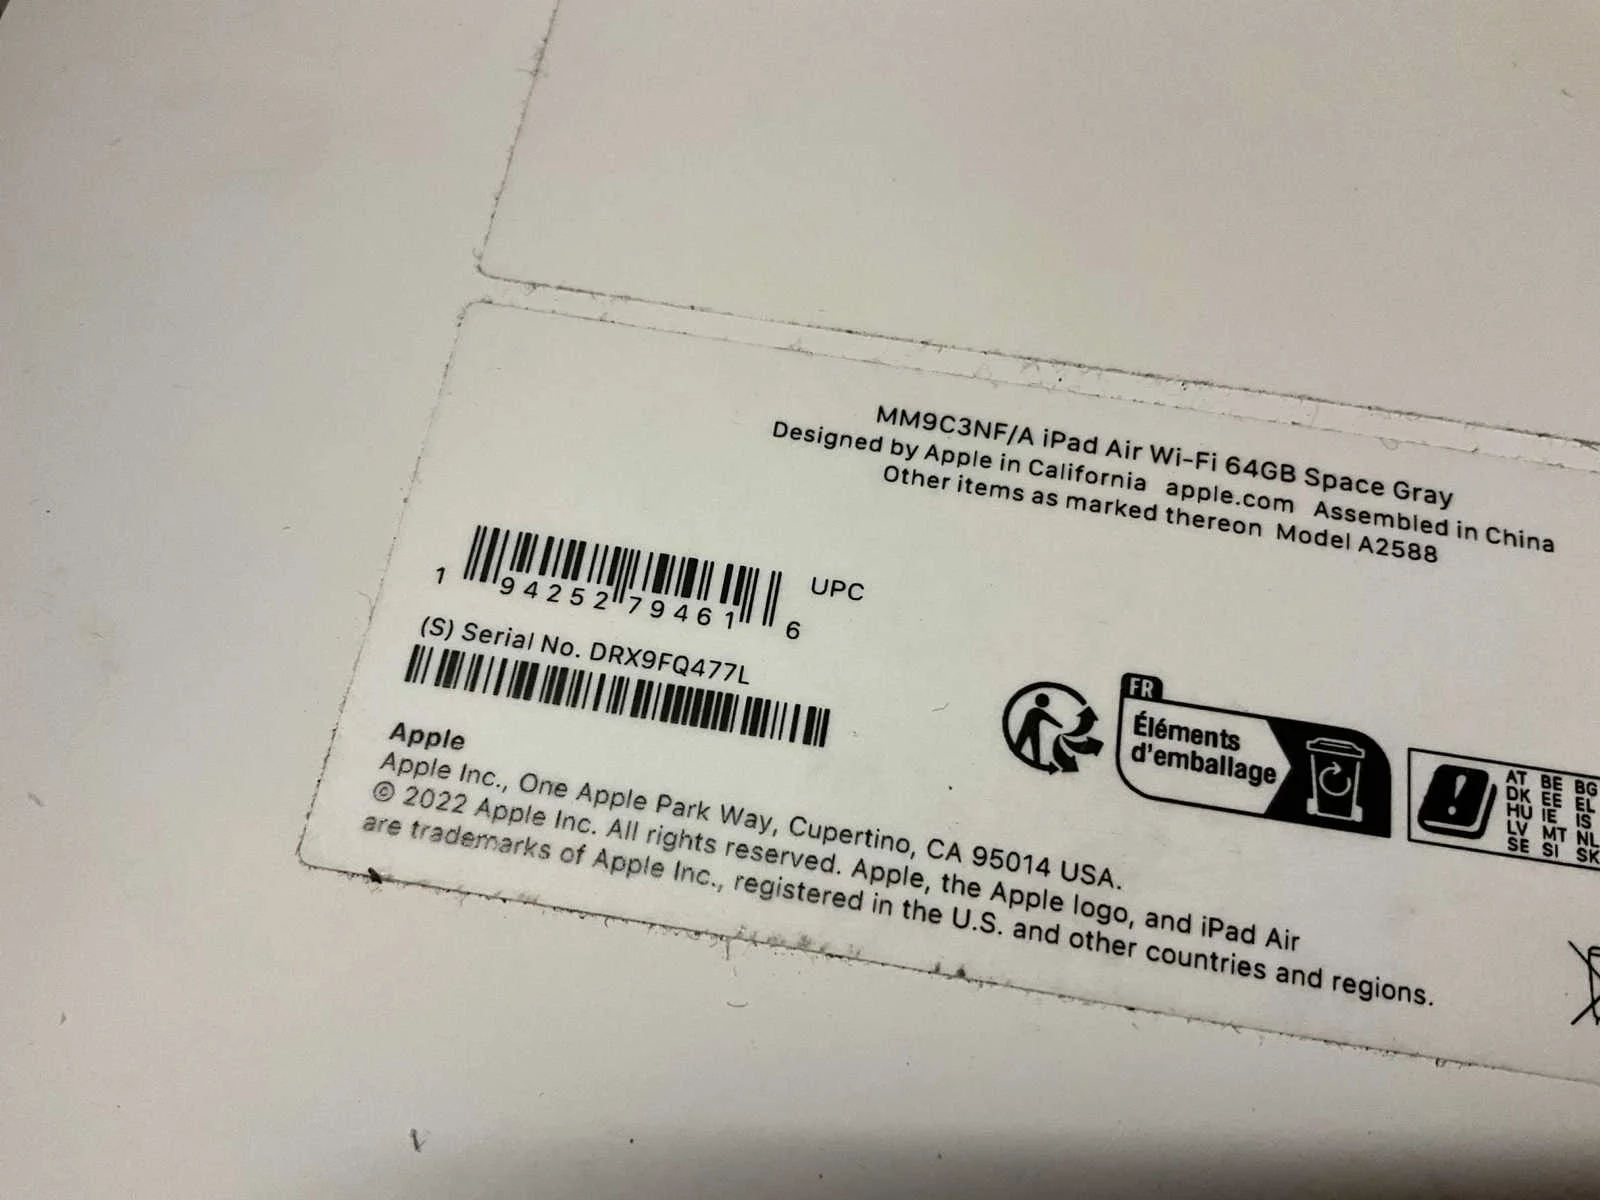 MM9C3NF/A iPad Air Wi-Fi 64GB Space Gray
Designed by Apple in California apple.com Assembled in China
Other items as marked thereon Model A2588
1 94252 79461 6 UPC
(S) Serial No. DRX9FQ477L
FR
Éléments
d'emballage
AT BE BG
DK EE EL
HU IE IS
LV MT NL
SE SI SK
Apple
Apple Inc., One Apple Park Way, Cupertino, CA 95014 USA.
© 2022 Apple Inc. All rights reserved. Apple, the Apple logo, and iPad Air
are trademarks of Apple Inc., registered in the U.S. and other countries and regions.